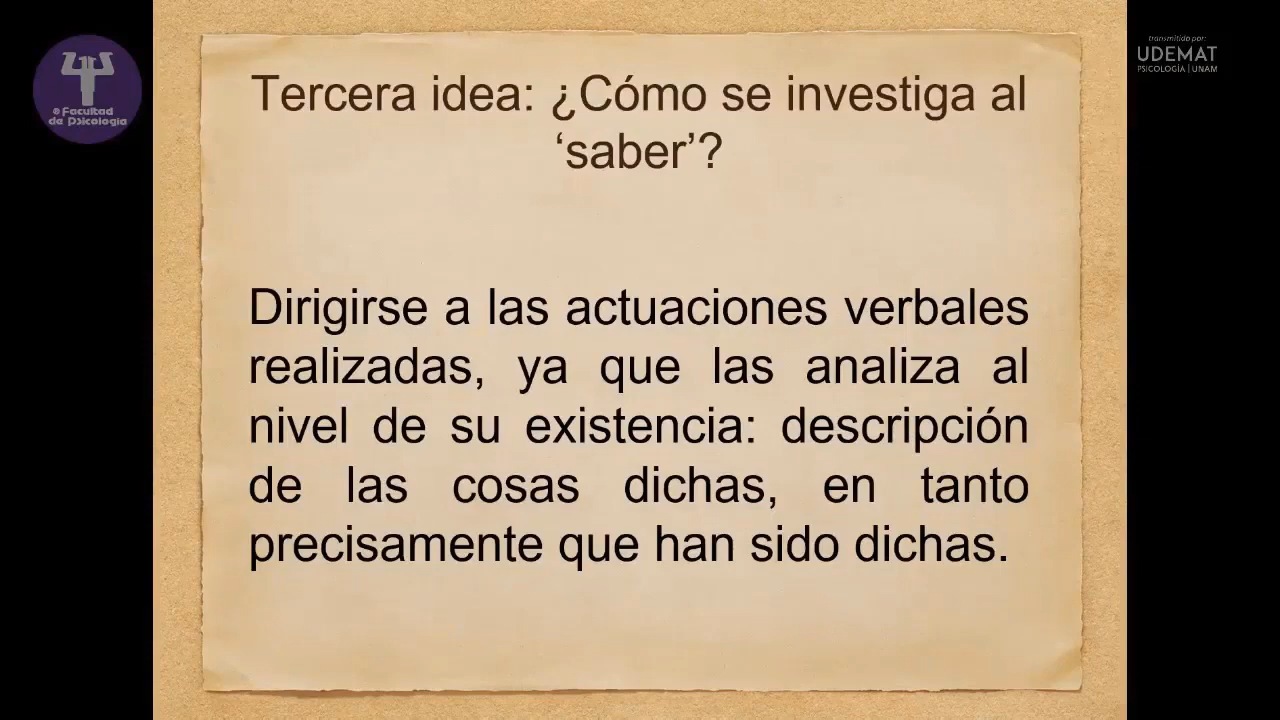 transmitido por:
UDEMAT
PSICOLOGÍA | UNAM
© Facultad
de Psicología
Tercera idea: ¿Cómo se investiga al
‘saber’?
Dirigirse a las actuaciones verbales
realizadas, ya que las analiza al
nivel de su existencia: descripción
de las cosas dichas, en tanto
precisamente que han sido dichas.